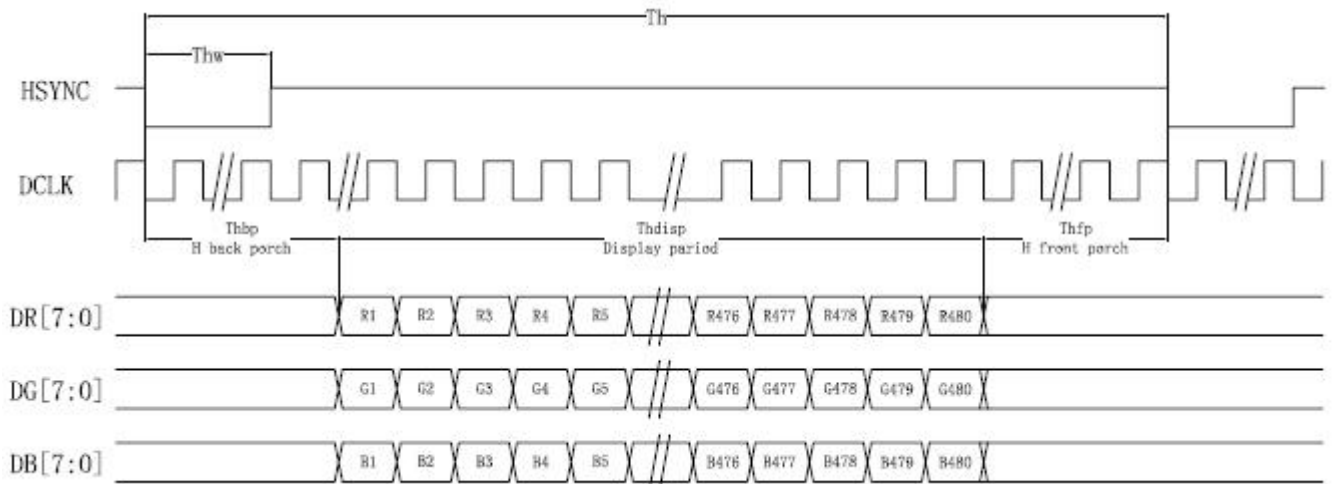 Th
Thw
HSYNC
DCLK
Thbp Thdisp Thfp
H back porch Display pariod H front porch
DR[7:0] R1 R2 R3 R4 R5 R476 R477 R478 R479 R480
DG[7:0] G1 G2 G3 G4 G5 G476 G477 G478 G479 G480
DB[7:0] B1 B2 B3 B4 B5 B476 B477 B478 B479 B480